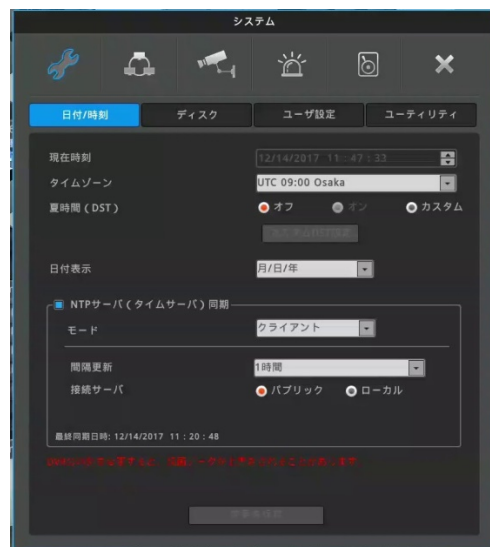 システム
日付/時刻 ディスク ユーザ設定 ユーティリティ
現在時刻 12/14/2017 11:47:33
タイムゾーン UTC 09:00 Osaka
夏時間(DST) オフ オン カスタム
日付表示 月/日/年
NTPサーバ(タイムサーバ)同期
モード クライアント
間隔更新 1時間
接続サーバ パブリック ローカル
最終同期日時: 12/14/2017 11:20:48